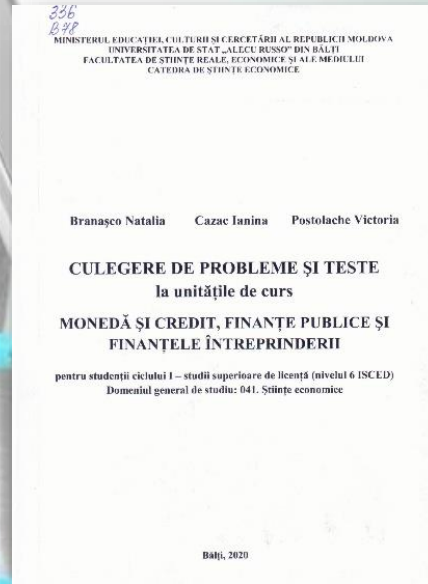 336
B78
MINISTERUL EDUCAȚIEI, CULTURII ȘI CERCETĂRII AL REPUBLICII MOLDOVA
UNIVERSITATEA DE STAT „ALECU RUSSO” DIN BĂLȚI
FACULTATEA DE ȘTIINȚE REALE, ECONOMICE ȘI ALE MEDIULUI
CATEDRA DE ȘTIINȚE ECONOMICE
Branașco Natalia Cazac Ianina Postolache Victoria
CULEGERE DE PROBLEME ȘI TESTE
la unitățile de curs
MONEDĂ ȘI CREDIT, FINANȚE PUBLICE ȘI
FINANȚELE ÎNTREPRINDERII
pentru studenții ciclului I – studii superioare de licență (nivelul 6 ISCED)
Domeniul general de studiu: 041. Științe economice
Bălți, 2020